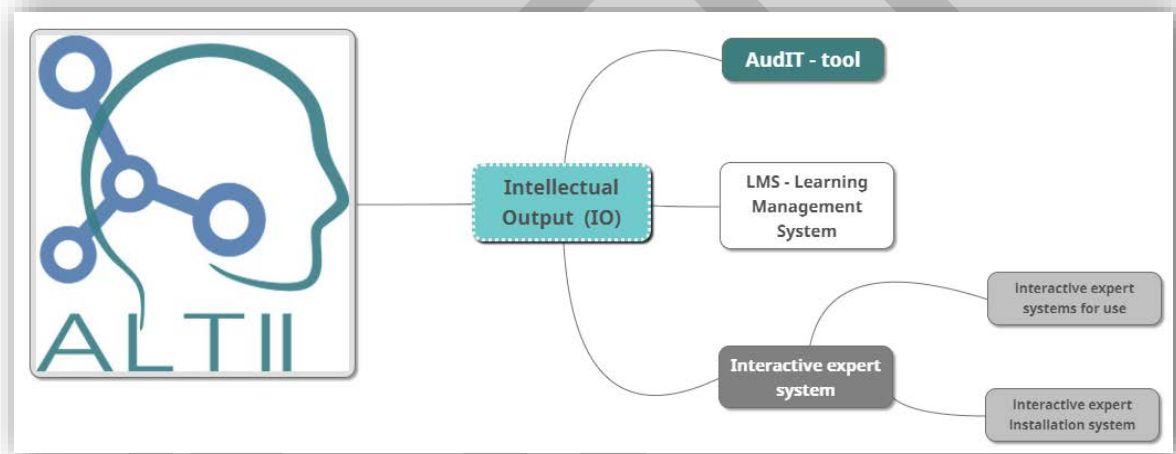 ALTII
Intellectual
Output (IO)
AudIT - tool
LMS - Learning
Management
System
Interactive expert
system
interactive expert
systems for use
interactive expert
installation system